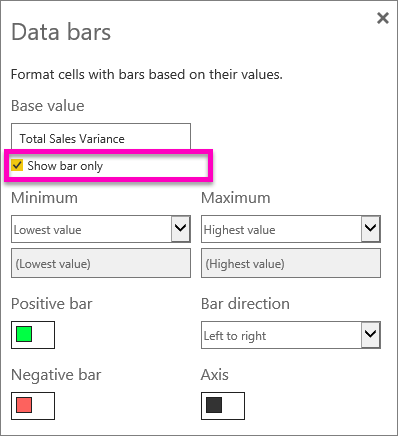 Data bars
Format cells with bars based on their values.
Base value
Total Sales Variance
Show bar only
Minimum
Maximum
Lowest value
Highest value
(Lowest value)
(Highest value)
Positive bar
Bar direction
Left to right
Negative bar
Axis